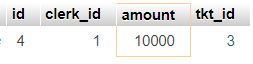 id clerk_id amount tkt_id
4 1 10000 3